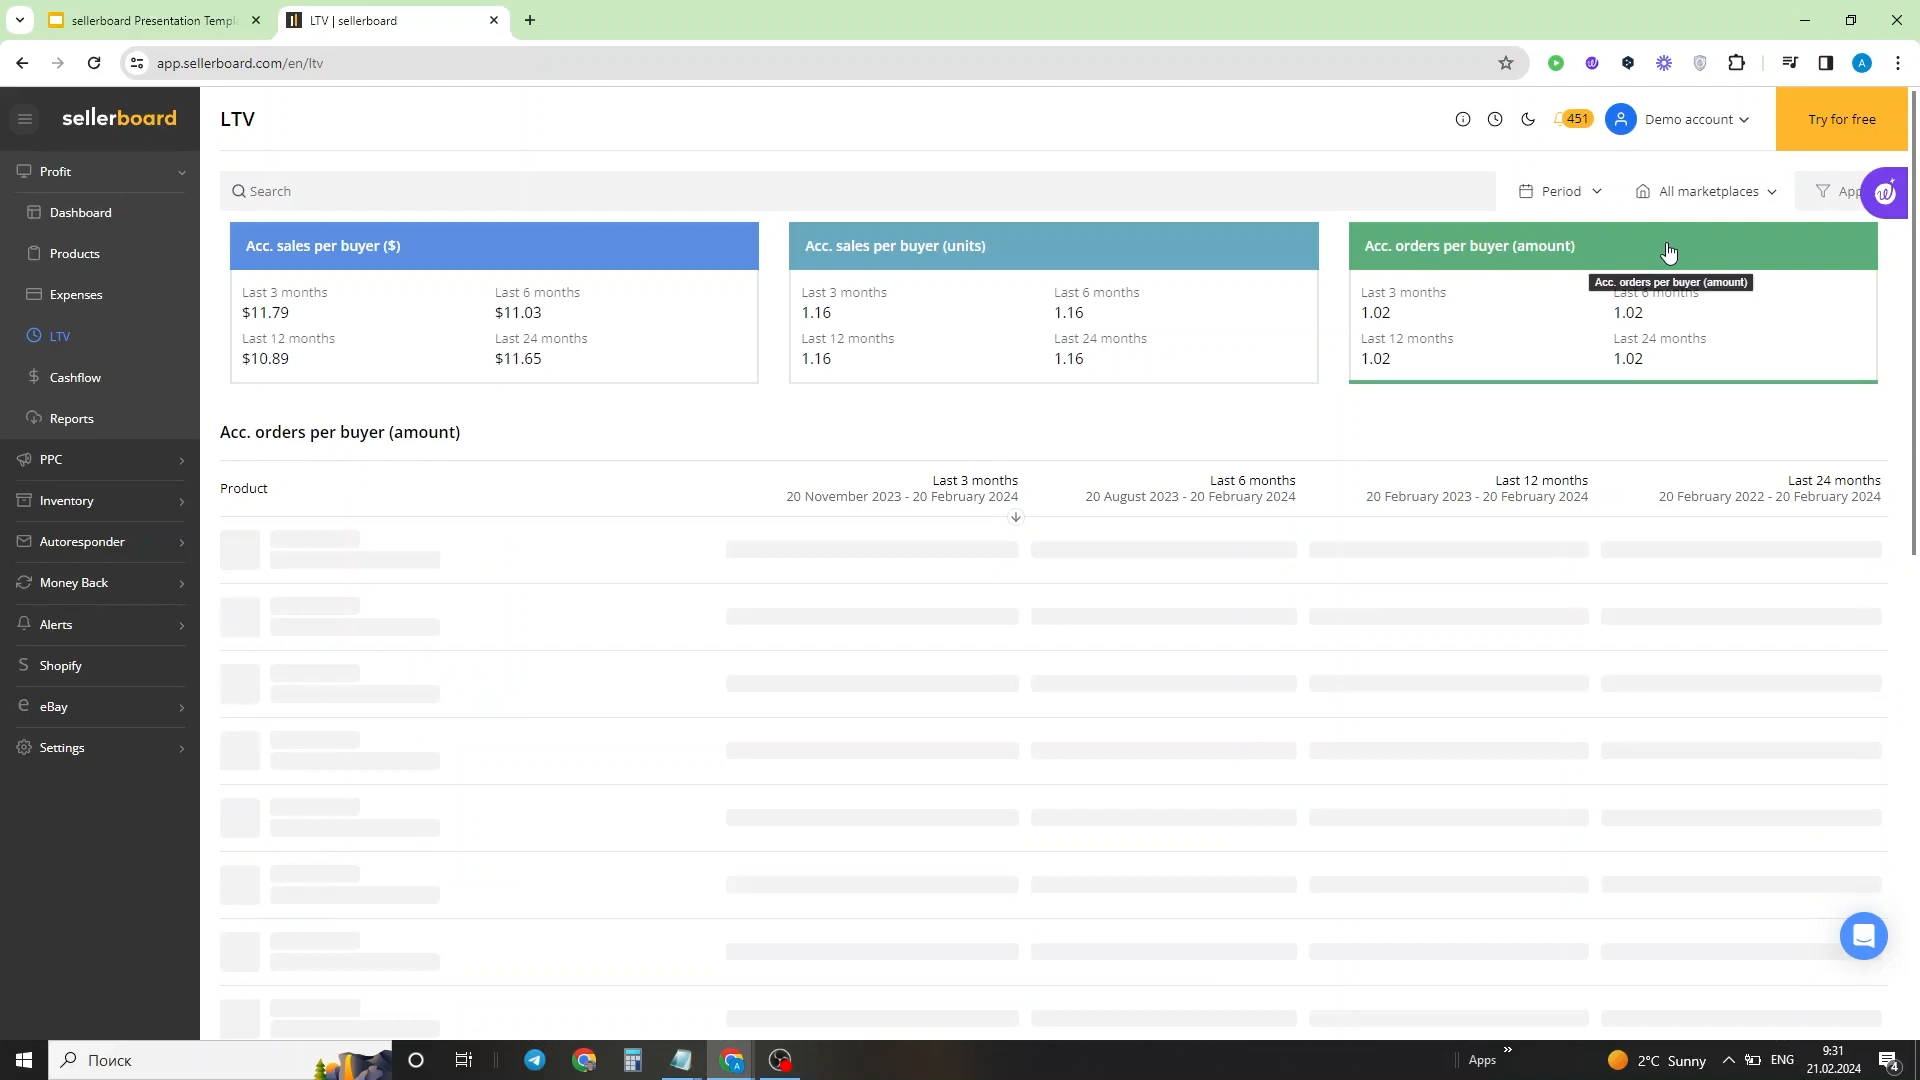 sellerboard Presentation Templ
LTV | sellerboard
app.sellerboard.com/en/ltv
A
sellerboard
LTV
451
Demo account
Try for free
Search
Period
All marketplaces
App
Profit
Dashboard
Products
Expenses
LTV
Cashflow
Reports
PPC
Inventory
Autoresponder
Money Back
Alerts
Shopify
eBay
Settings
Acc. sales per buyer ($)
Last 3 months
$11.79
Last 6 months
$11.03
Last 12 months
$10.89
Last 24 months
$11.65
Acc. sales per buyer (units)
Last 3 months
1.16
Last 6 months
1.16
Last 12 months
1.16
Last 24 months
1.16
Acc. orders per buyer (amount)
Acc. orders per buyer (amount)
Last 3 months
1.02
Last 6 months
1.02
Last 12 months
1.02
Last 24 months
1.02
Acc. orders per buyer (amount)
Product
Last 3 months
20 November 2023 - 20 February 2024
Last 6 months
20 August 2023 - 20 February 2024
Last 12 months
20 February 2023 - 20 February 2024
Last 24 months
20 February 2022 - 20 February 2024
Поиск
Apps
2°C Sunny
ENG
9:31
21.02.2024
4